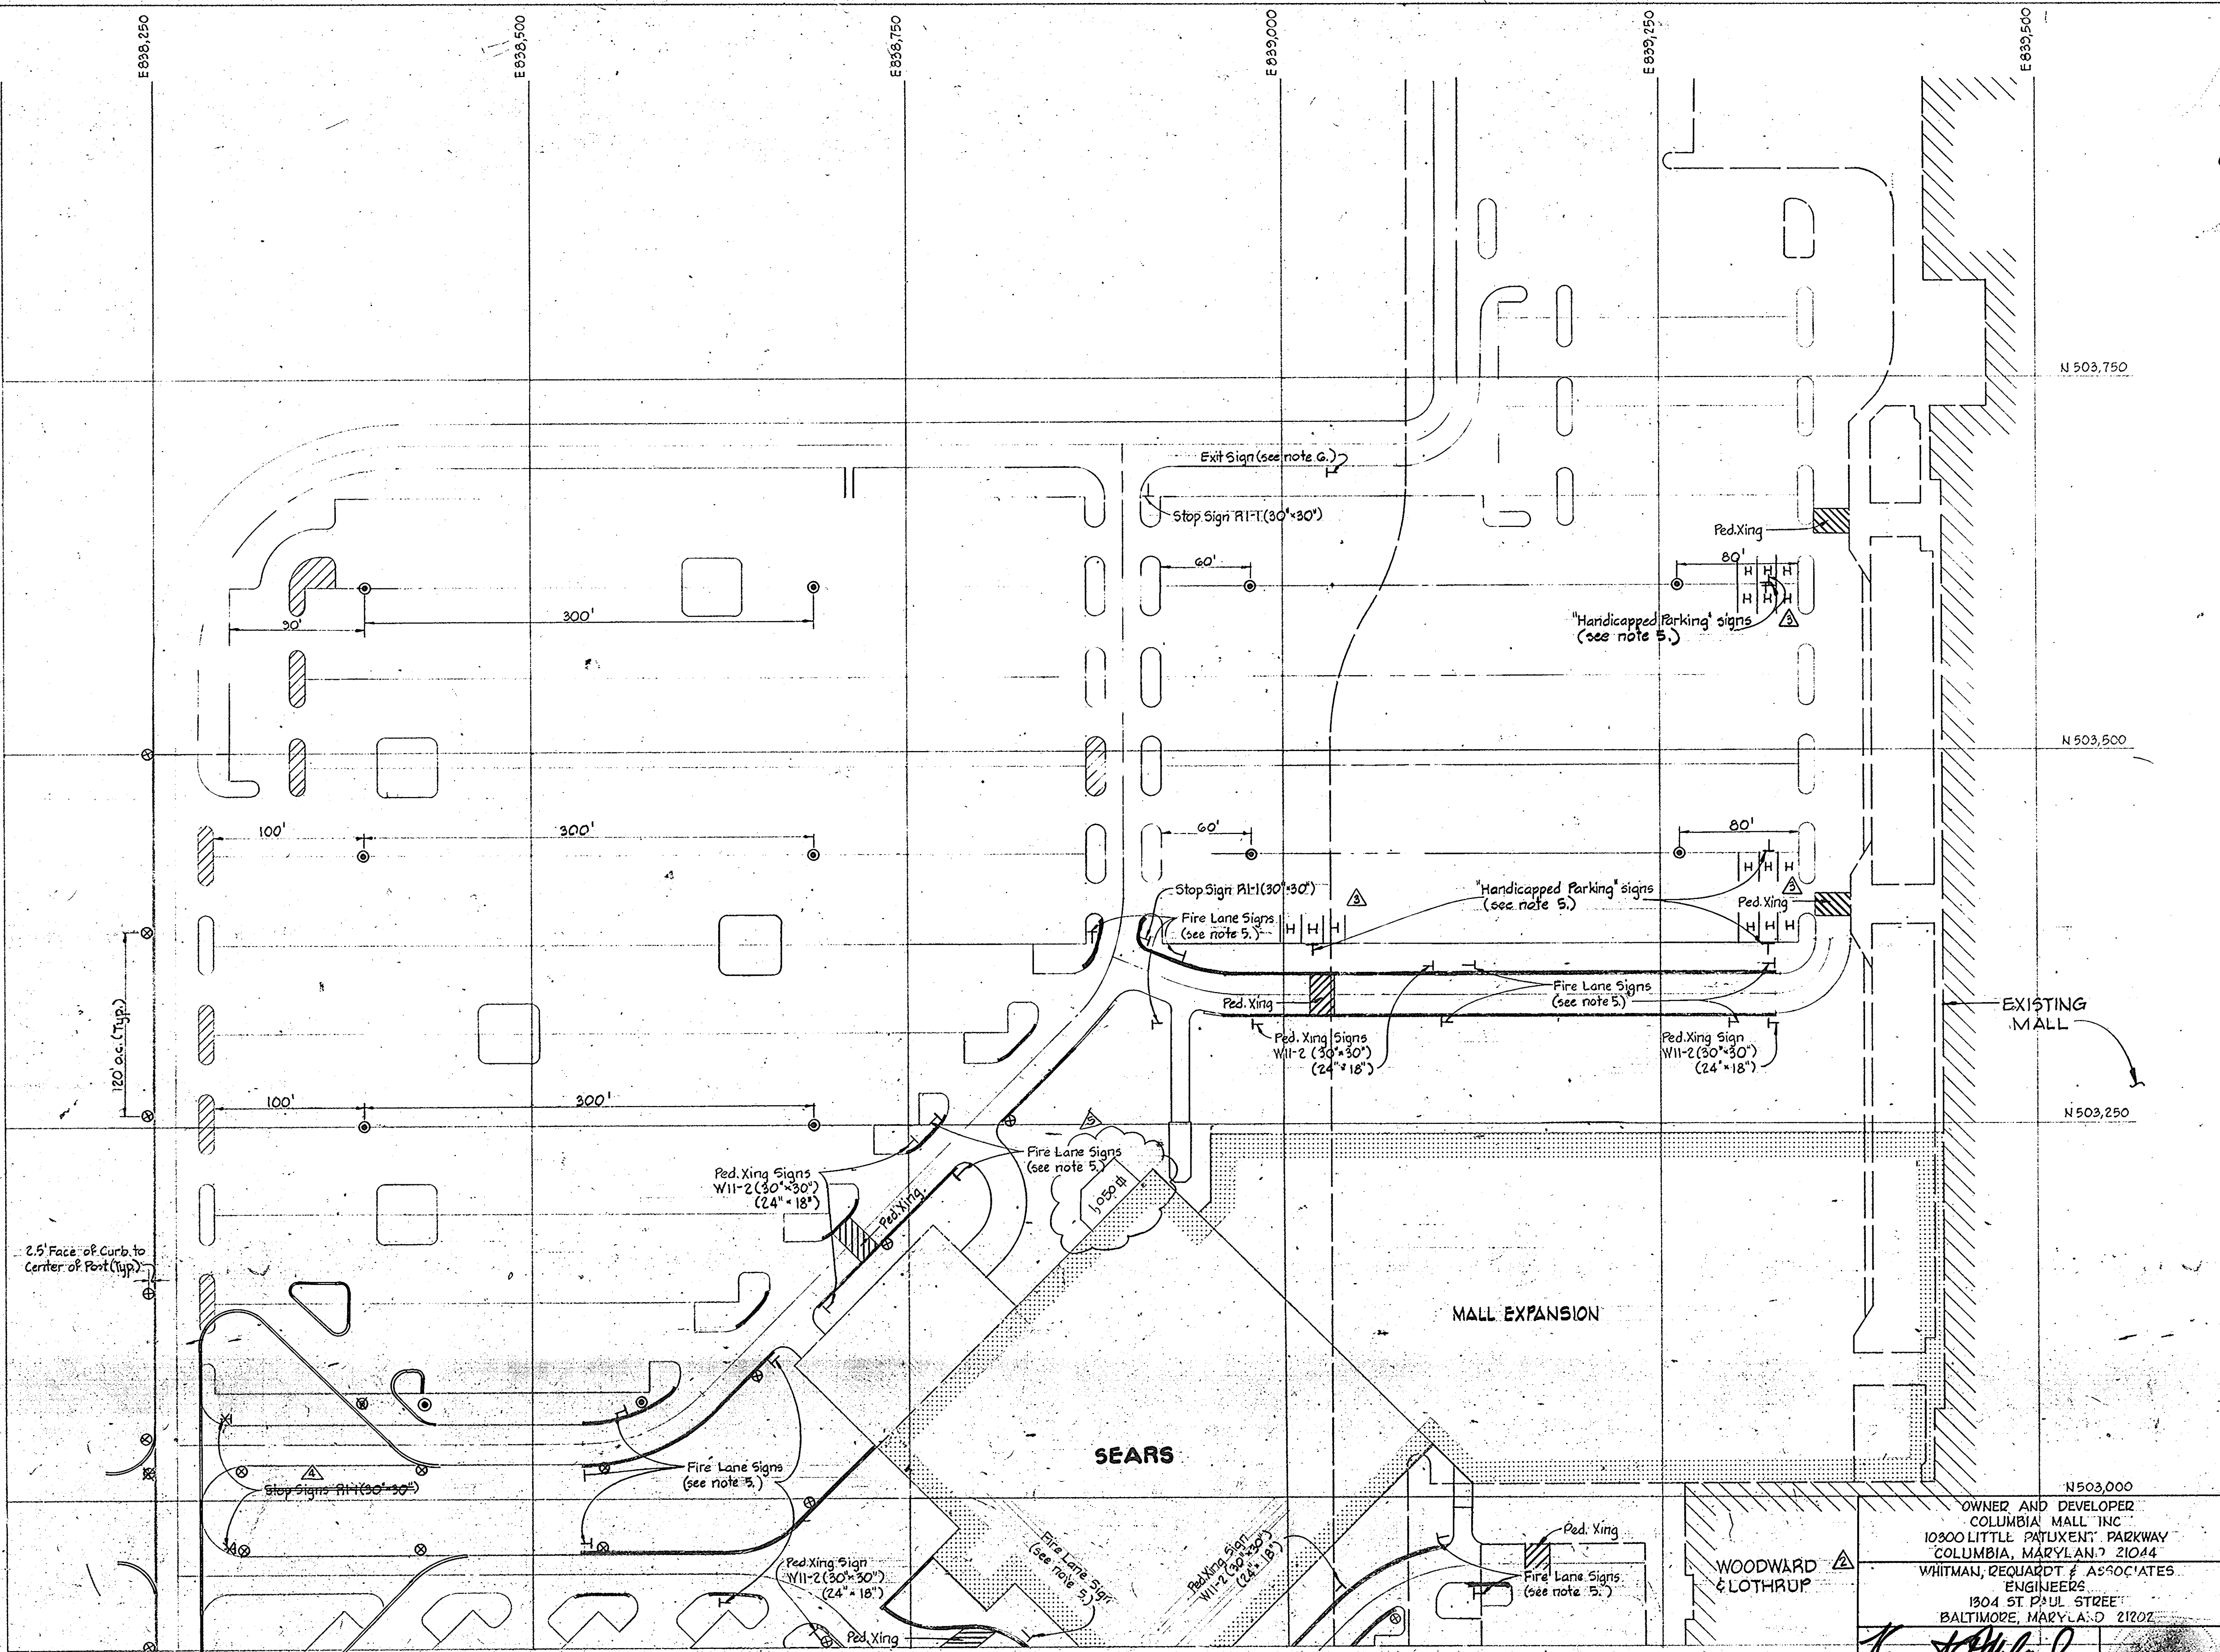 E 838,250
E 838,500
E 838,750
E 839,000
E 839,250
E 839,500
N 503,750
Exit Sign (see note 6.)
Stop Sign R1-1 (30"×30")
Ped. Xing
60'
80'
H H H
H H H
300'
90'
"Handicapped Parking" signs
(see note 5.)
3
N 503,500
100'
300'
60'
80'
H H H
Stop Sign R1-1 (30"×30")
3
"Handicapped Parking" signs
(see note 5.)
3
Ped. Xing
Fire Lane Signs
(see note 5.)
H H H
H H H
120' o.c. (Typ.)
Ped. Xing
Fire Lane Signs
(see note 5.)
EXISTING
MALL
Ped. Xing Signs
W11-2 (30"×30")
(24"×18")
Ped. Xing Sign
W11-2 (30"×30")
(24"×18")
100'
300'
N 503,250
5
Fire Lane Signs
(see note 5.)
Ped. Xing Signs
W11-2 (30"×30")
(24"×18")
Ped. Xing.
1,050
2.5' Face of Curb to
Center of Post (Typ.)
MALL EXPANSION
SEARS
Fire Lane Signs
(see note 5.)
4
Stop Signs R1-1 (30"×30")
N 503,000
OWNER AND DEVELOPER
COLUMBIA MALL INC
10300 LITTLE PATUXENT PARKWAY
COLUMBIA, MARYLAND 21044
WHITMAN, REQUARDT & ASSOCIATES
ENGINEERS
1304 ST. PAUL STREET
BALTIMORE, MARYLAND 21202
WOODWARD
& LOTHRUP
2
Ped. Xing
Fire Lane Signs
(see note 5.)
Ped. Xing Sign
W11-2 (30"×30")
(24"×18")
Fire Lane Sign
(see note 5.)
Ped. Xing Sign
W11-2 (30"×30")
(24"×18")
Ped. Xing